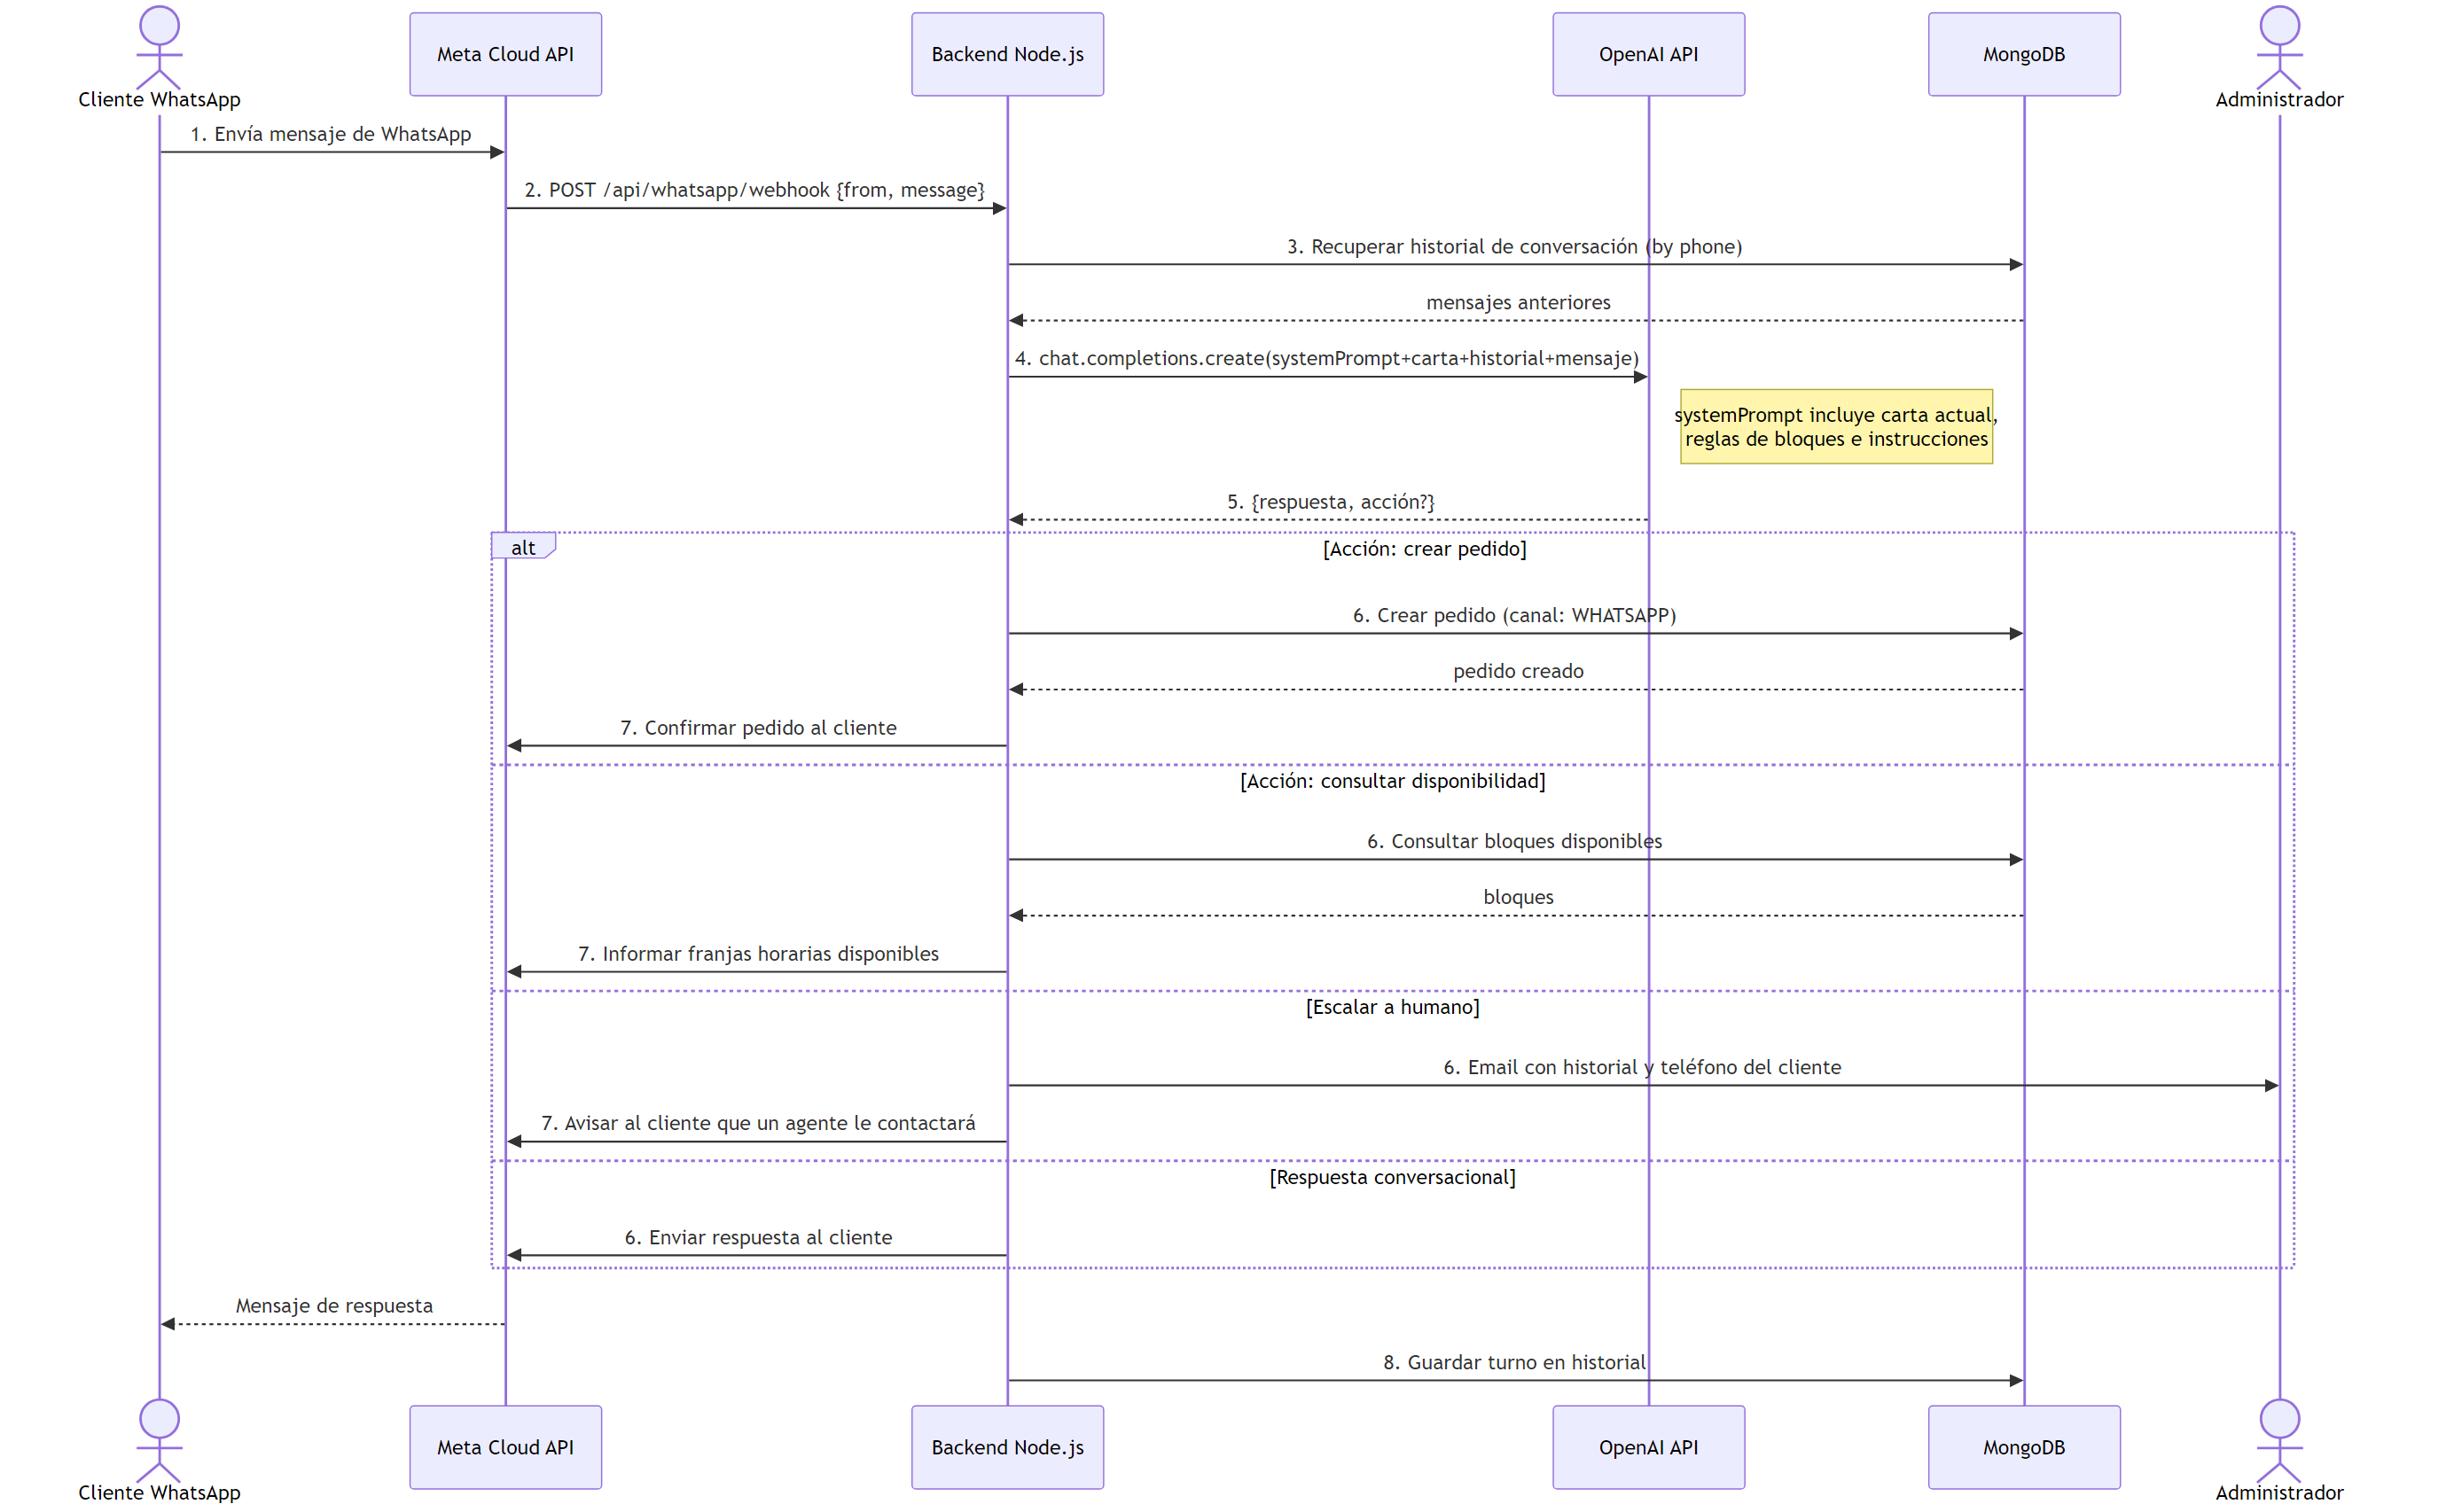 Cliente WhatsApp
Meta Cloud API
Backend Node.js
OpenAI API
MongoDB
Administrador
1. Envía mensaje de WhatsApp
2. POST /api/whatsapp/webhook {from, message}
3. Recuperar historial de conversación (by phone)
mensajes anteriores
4. chat.completions.create(systemPrompt+carta+historial+mensaje)
systemPrompt incluye carta actual,
reglas de bloques e instrucciones
5. {respuesta, acción?}
alt
[Acción: crear pedido]
6. Crear pedido (canal: WHATSAPP)
pedido creado
7. Confirmar pedido al cliente
[Acción: consultar disponibilidad]
6. Consultar bloques disponibles
bloques
7. Informar franjas horarias disponibles
[Escalar a humano]
6. Email con historial y teléfono del cliente
7. Avisar al cliente que un agente le contactará
[Respuesta conversacional]
6. Enviar respuesta al cliente
Mensaje de respuesta
8. Guardar turno en historial
Cliente WhatsApp
Meta Cloud API
Backend Node.js
OpenAI API
MongoDB
Administrador